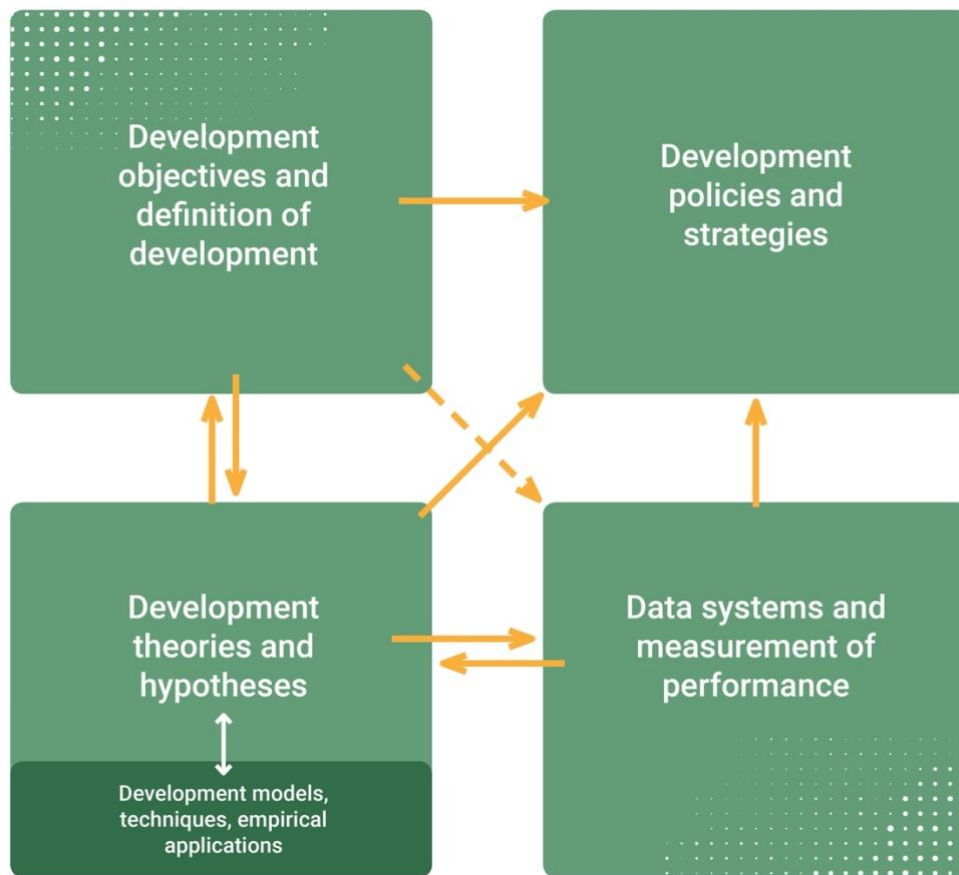 Development
objectives and
definition of
development
Development
policies and
strategies
Development
theories and
hypotheses
Data systems and
measurement of
performance
Development models,
techniques, empirical
applications